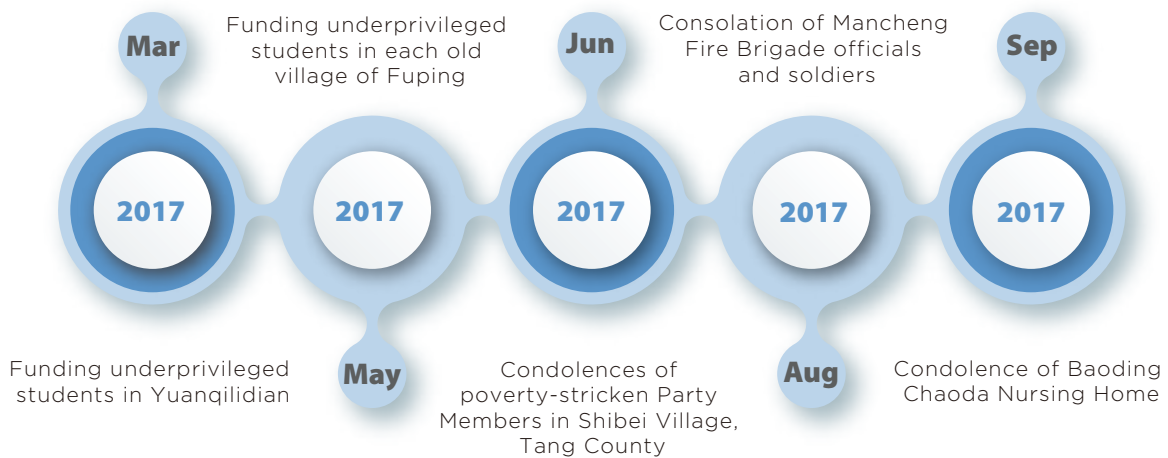 Mar
2017
Funding underprivileged
students in Yuanqilidian
Funding underprivileged
students in each old
village of Fuping
2017
May
Jun
2017
Condolences of
poverty-stricken Party
Members in Shibei Village,
Tang County
Consolation of Mancheng
Fire Brigade officials
and soldiers
2017
Aug
Sep
2017
Condolence of Baoding
Chaoda Nursing Home